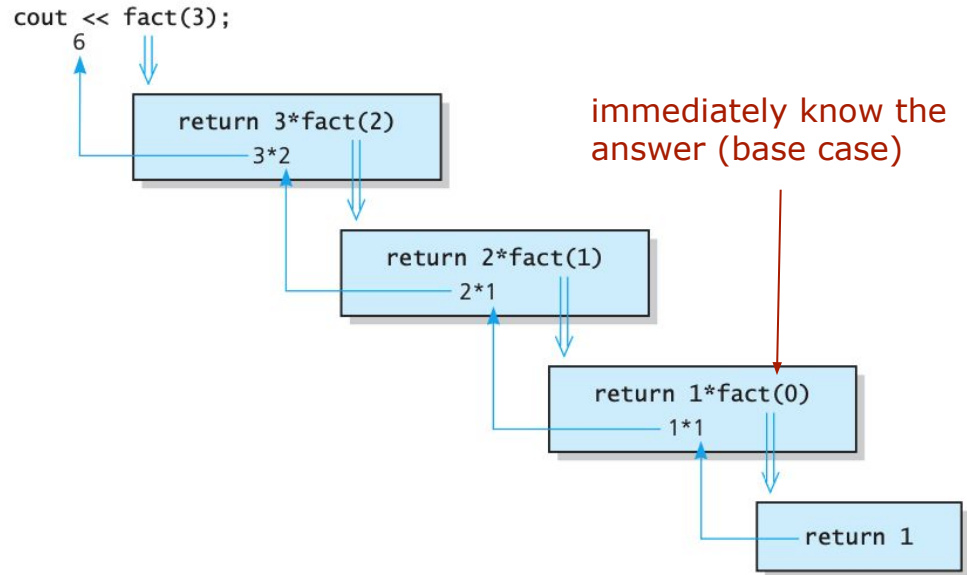 cout << fact(3);
6
return 3*fact(2)
3*2
immediately know the
answer (base case)
return 2*fact(1)
2*1
return 1*fact(0)
1*1
return 1